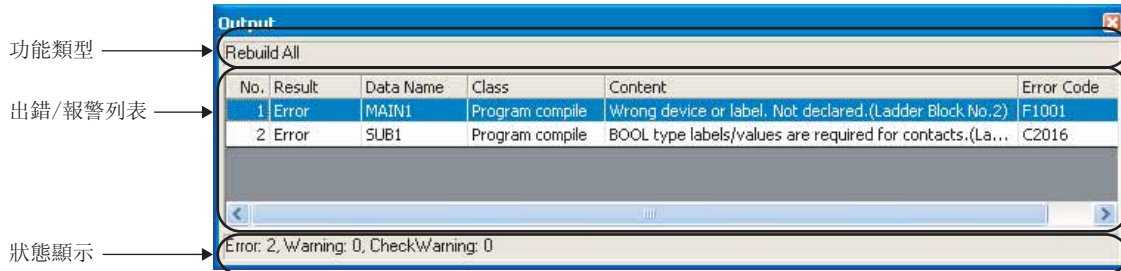 Output
功能類型
Rebuild All
出錯/報警列表
No. Result Data Name Class Content Error Code
1 Error MAIN1 Program compile Wrong device or label. Not declared.(Ladder Block No.2) F1001
2 Error SUB1 Program compile BOOL type labels/values are required for contacts.(La... C2016
狀態顯示
Error: 2, Warning: 0, CheckWarning: 0